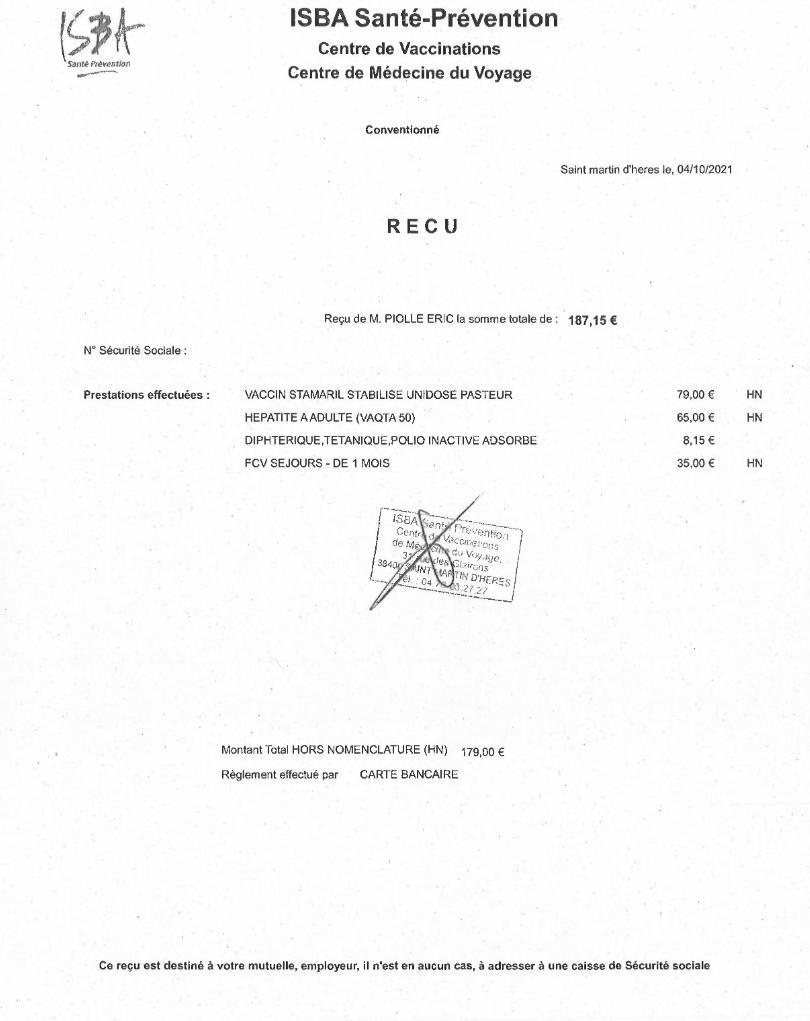 ISBA
Santé Prévention
ISBA Santé-Prévention
Centre de Vaccinations
Centre de Médecine du Voyage
Conventionné
Saint martin d'heres le, 04/10/2021
RECU
Reçu de M. PIOLLE ERIC la somme totale de : 187,15 €
N° Sécurité Sociale :
Prestations effectuées : VACCIN STAMARIL STABILISE UNIDOSE PASTEUR 79,00 € HN
HEPATITE A ADULTE (VAQTA 50) 65,00 € HN
DIPHTERIQUE,TETANIQUE,POLIO INACTIVE ADSORBE 8,15 €
FCV SEJOURS - DE 1 MOIS 35,00 € HN
ISBA Santé Prévention
Centre de Vaccinations
de Médecine du Voyage,
des Clairons
38400 SAINT MARTIN D'HERES
Tél. : 04 27.27
Montant Total HORS NOMENCLATURE (HN) 179,00 €
Règlement effectué par CARTE BANCAIRE
Ce reçu est destiné à votre mutuelle, employeur, il n'est en aucun cas, à adresser à une caisse de Sécurité sociale